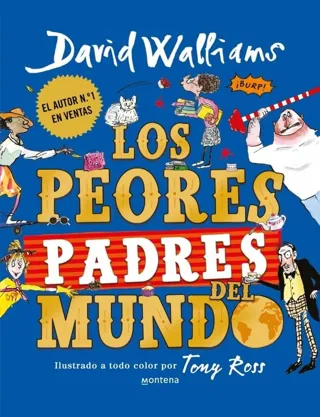 David Walliams
EL AUTOR N.º 1
EN VENTAS
¡BURP!
LOS
PEORES
PADRES
DEL
MUNDO
Ilustrado a todo color por Tony Ross
montena